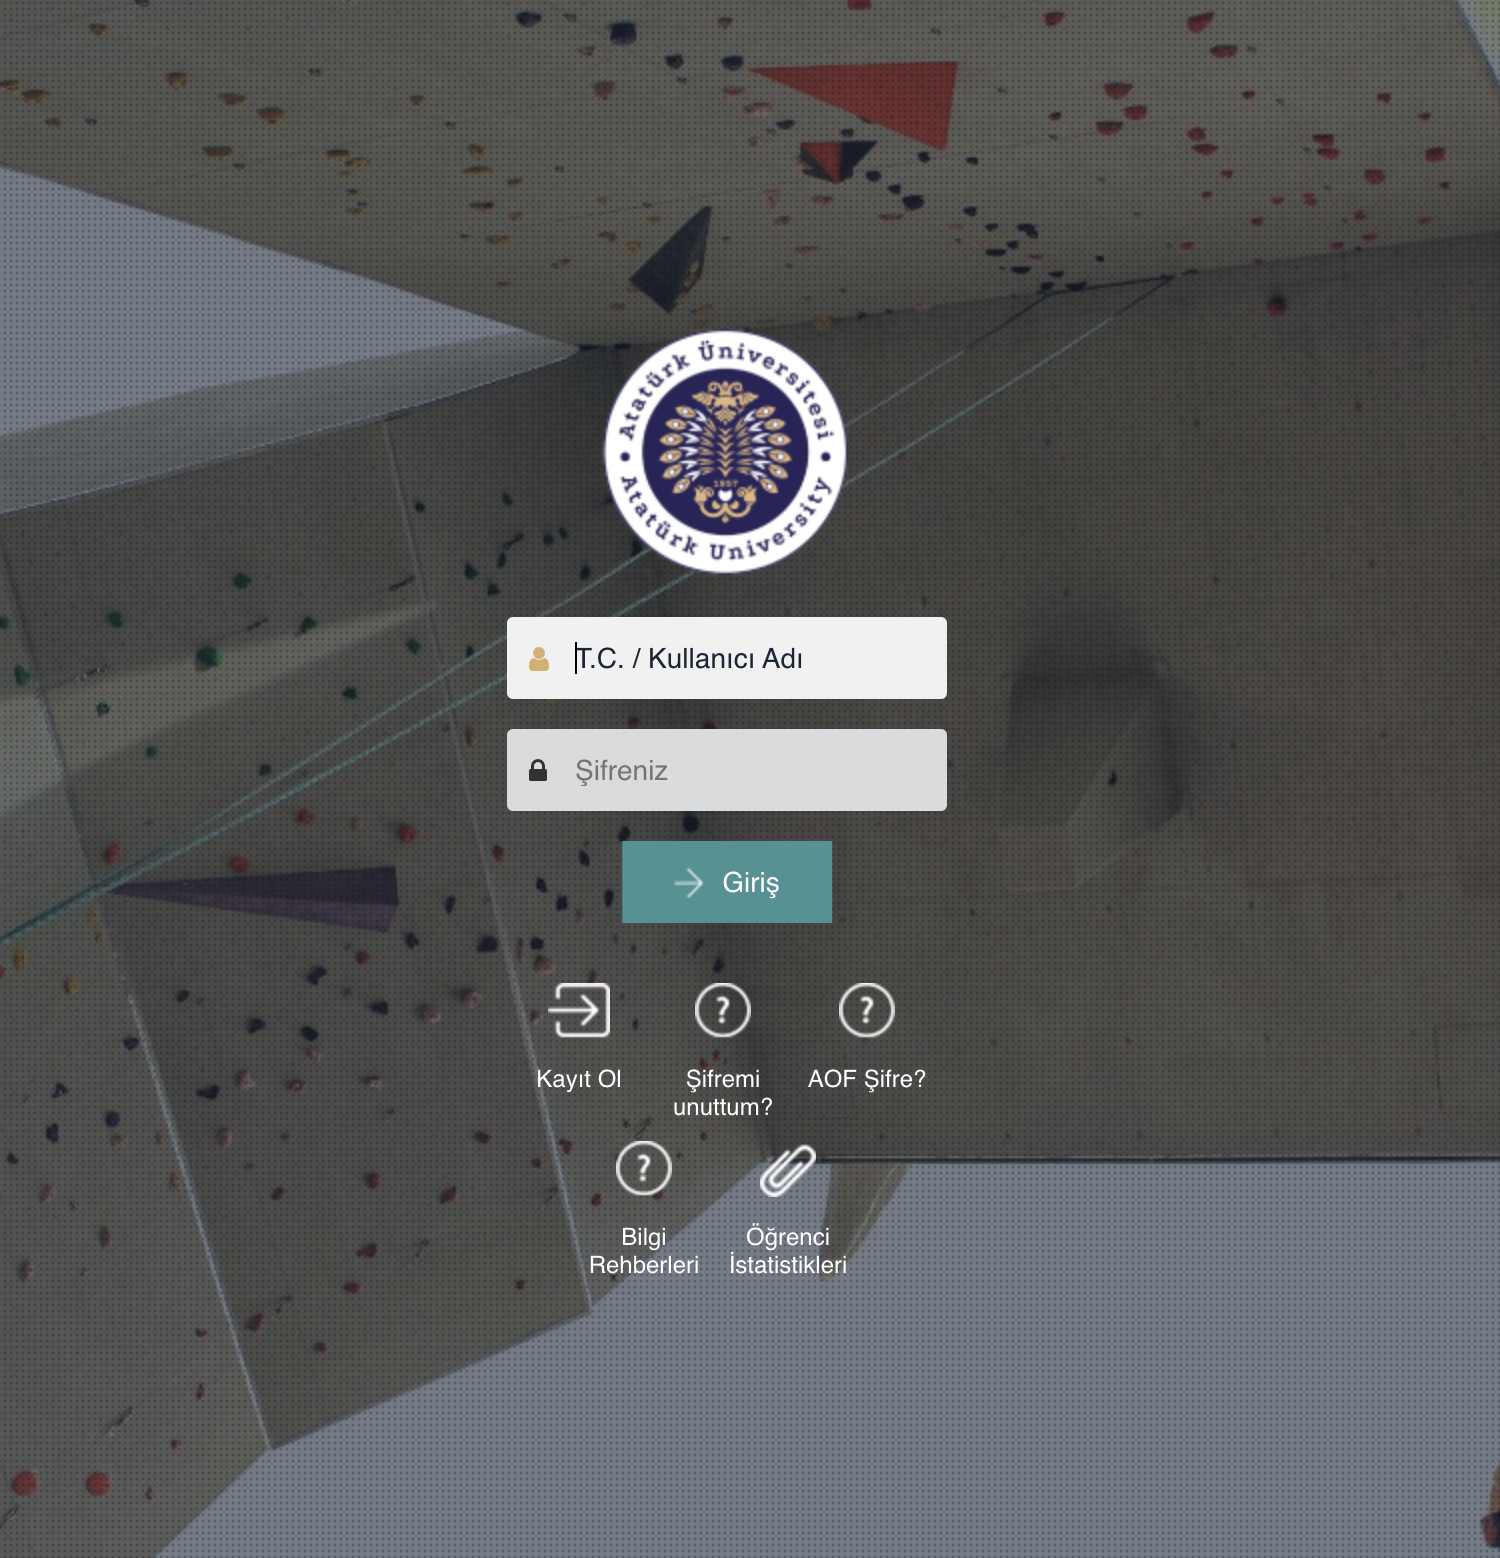 Atatürk Üniversitesi
1957
Atatürk University
T.C. / Kullanıcı Adı
Şifreniz
Giriş
Kayıt Ol
Şifremi
unuttum?
AOF Şifre?
Bilgi
Rehberleri
Öğrenci
İstatistikleri